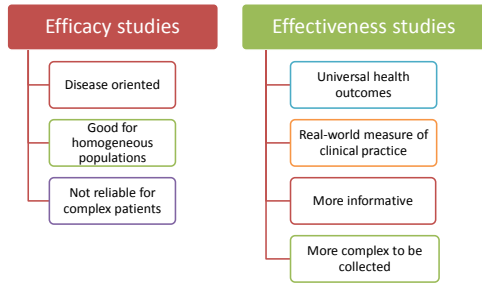 Efficacy studies
Disease oriented
Good for
homogeneous
populations
Not reliable for
complex patients
Effectiveness studies
Universal health
outcomes
Real-world measure of
clinical practice
More informative
More complex to be
collected